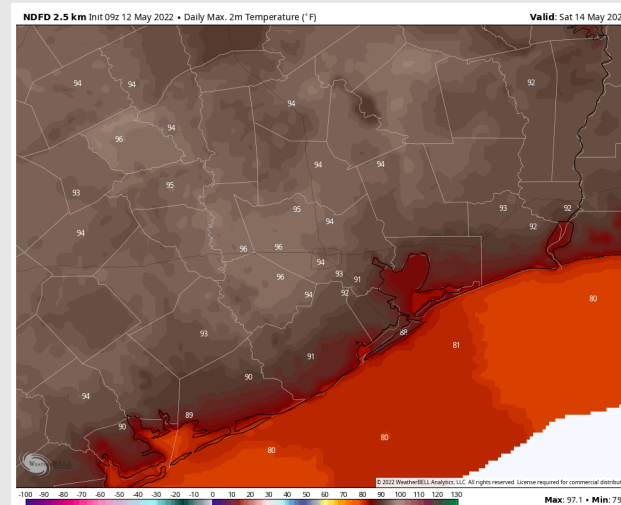 NDFD 2.5 km Init 09z 12 May 2022 • Daily Max. 2m Temperature (°F) Valid: Sat 14 May 202
94 94 94 92
96 94
94 94
93 95
95 94 93 92
94 92
96 96
94
96 93 91
94 92
80
93 88
81
91
90
94
90 89
80
80
WeatherBELL
© 2022 WeatherBELL Analytics, LLC. All rights reserved. License required for commercial distribut
-100 -90 -80 -70 -60 -50 -40 -30 -20 -10 0 10 20 30 40 50 60 70 80 90 100 110 120 130
Max: 97.1 • Min: 79